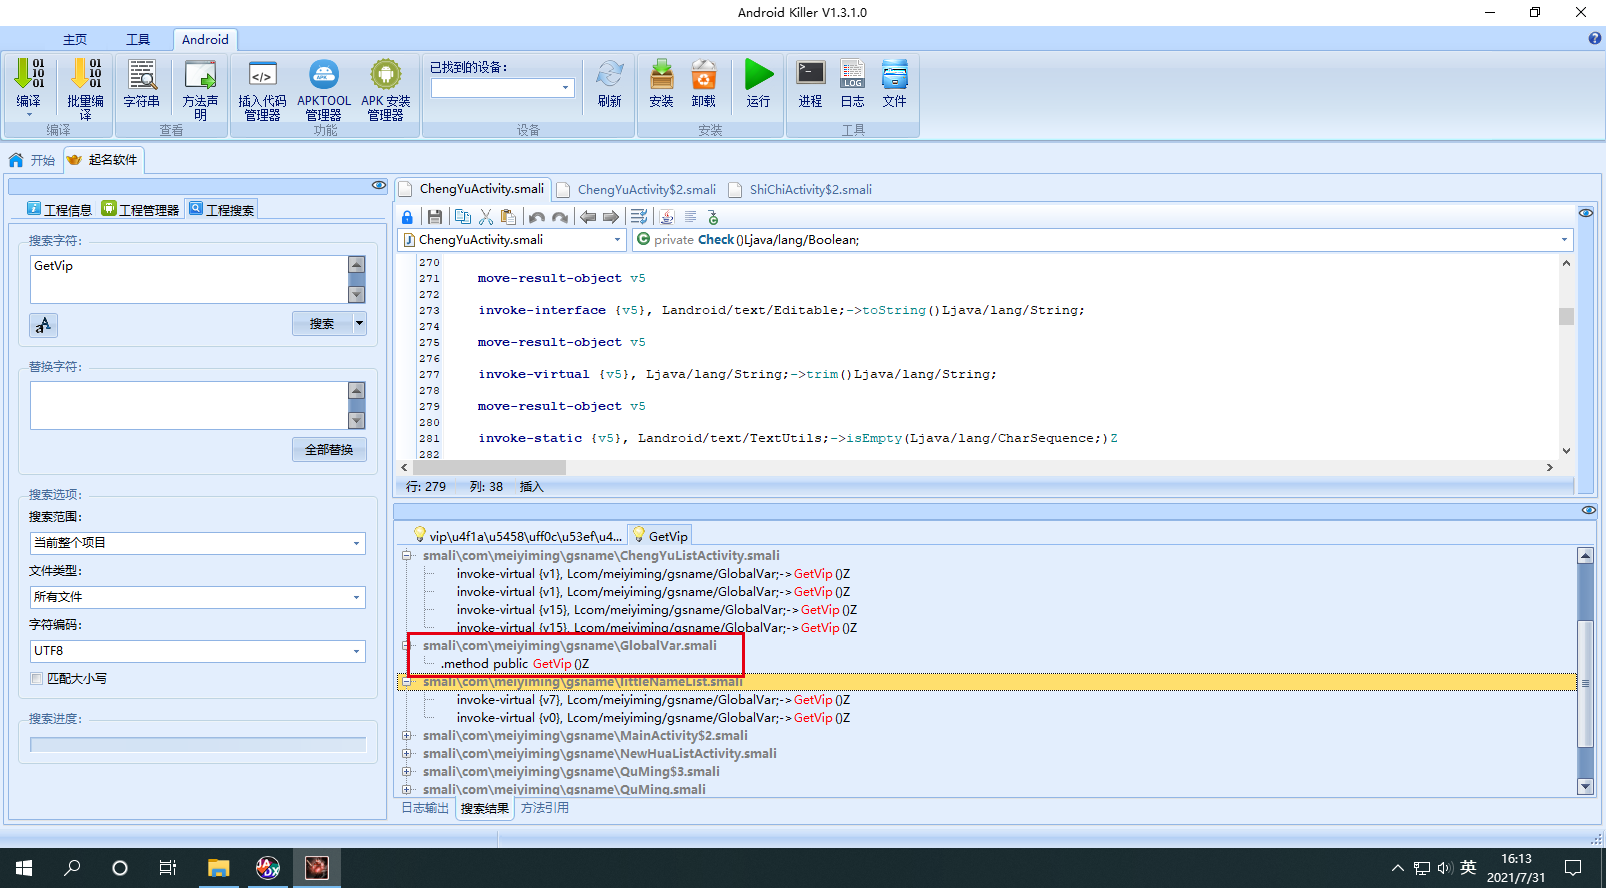 Android Killer V1.3.1.0
主页 工具 Android
01
10
01
01
10
01
编译 批量编译 字符串 方法声明 插入代码管理器 APKTOOL管理器 APK 安装管理器 已找到的设备: 刷新 安装 卸载 运行 进程 日志 文件
编译 查看 功能 设备 安装 工具
开始 起名软件
工程信息 工程管理器 工程搜索
搜索字符:
GetVip
aA
搜索
替换字符:
全部替换
搜索选项:
搜索范围:
当前整个项目
文件类型:
所有文件
字符编码:
UTF8
匹配大小写
搜索进度:
ChengYuActivity.smali ChengYuActivity$2.smali ShiChiActivity$2.smali
ChengYuActivity.smali private Check()Ljava/lang/Boolean;
270
271 move-result-object v5
272
273 invoke-interface {v5}, Landroid/text/Editable;->toString()Ljava/lang/String;
274
275 move-result-object v5
276
277 invoke-virtual {v5}, Ljava/lang/String;->trim()Ljava/lang/String;
278
279 move-result-object v5
280
281 invoke-static {v5}, Landroid/text/TextUtils;->isEmpty(Ljava/lang/CharSequence;)Z
282
行: 279 列: 38 插入
vip\u4f1a\u5458\uff0c\u53ef\u4... GetVip
smali\com\meiyiming\gsname\ChengYuListActivity.smali
invoke-virtual {v1}, Lcom/meiyiming/gsname/GlobalVar;->GetVip()Z
invoke-virtual {v1}, Lcom/meiyiming/gsname/GlobalVar;->GetVip()Z
invoke-virtual {v15}, Lcom/meiyiming/gsname/GlobalVar;->GetVip()Z
invoke-virtual {v15}, Lcom/meiyiming/gsname/GlobalVar;->GetVip()Z
smali\com\meiyiming\gsname\GlobalVar.smali
.method public GetVip()Z
smali\com\meiyiming\gsname\littleNameList.smali
invoke-virtual {v7}, Lcom/meiyiming/gsname/GlobalVar;->GetVip()Z
invoke-virtual {v0}, Lcom/meiyiming/gsname/GlobalVar;->GetVip()Z
smali\com\meiyiming\gsname\MainActivity$2.smali
smali\com\meiyiming\gsname\NewHuaListActivity.smali
smali\com\meiyiming\gsname\QuMing$3.smali
smali\com\meiyiming\gsname\QuMing.smali
日志输出 搜索结果 方法引用
英
16:13
2021/7/31